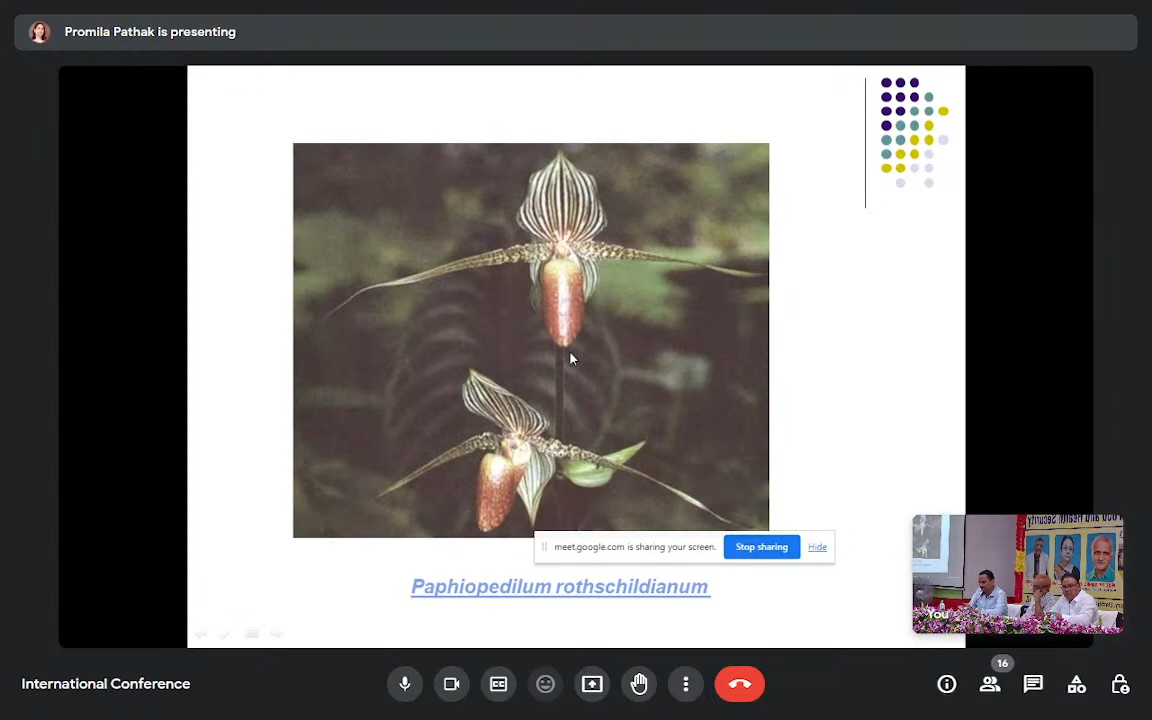 Promila Pathak is presenting
meet.google.com is sharing your screen.
Stop sharing
Hide
Paphiopedilum rothschildianum
You
International Conference
16